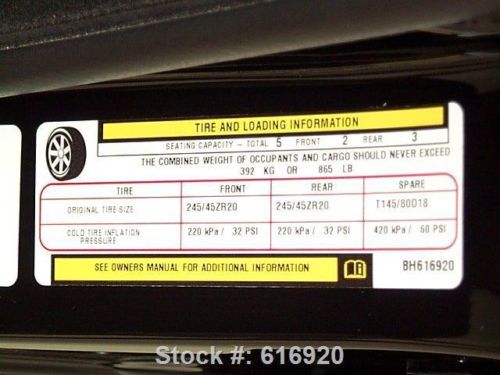 TIRE AND LOADING INFORMATION
SEATING CAPACITY - TOTAL 5 FRONT 2 REAR 3
THE COMBINED WEIGHT OF OCCUPANTS AND CARGO SHOULD NEVER EXCEED
392 KG OR 865 LB
TIRE FRONT REAR SPARE
ORIGINAL TIRE SIZE 245/45ZR20 245/45ZR20 T145/80D18
COLD TIRE INFLATION PRESSURE 220 kPa / 32 PSI 220 kPa / 32 PSI 420 kPa / 60 PSI
SEE OWNERS MANUAL FOR ADDITIONAL INFORMATION BH616920
Stock #: 616920